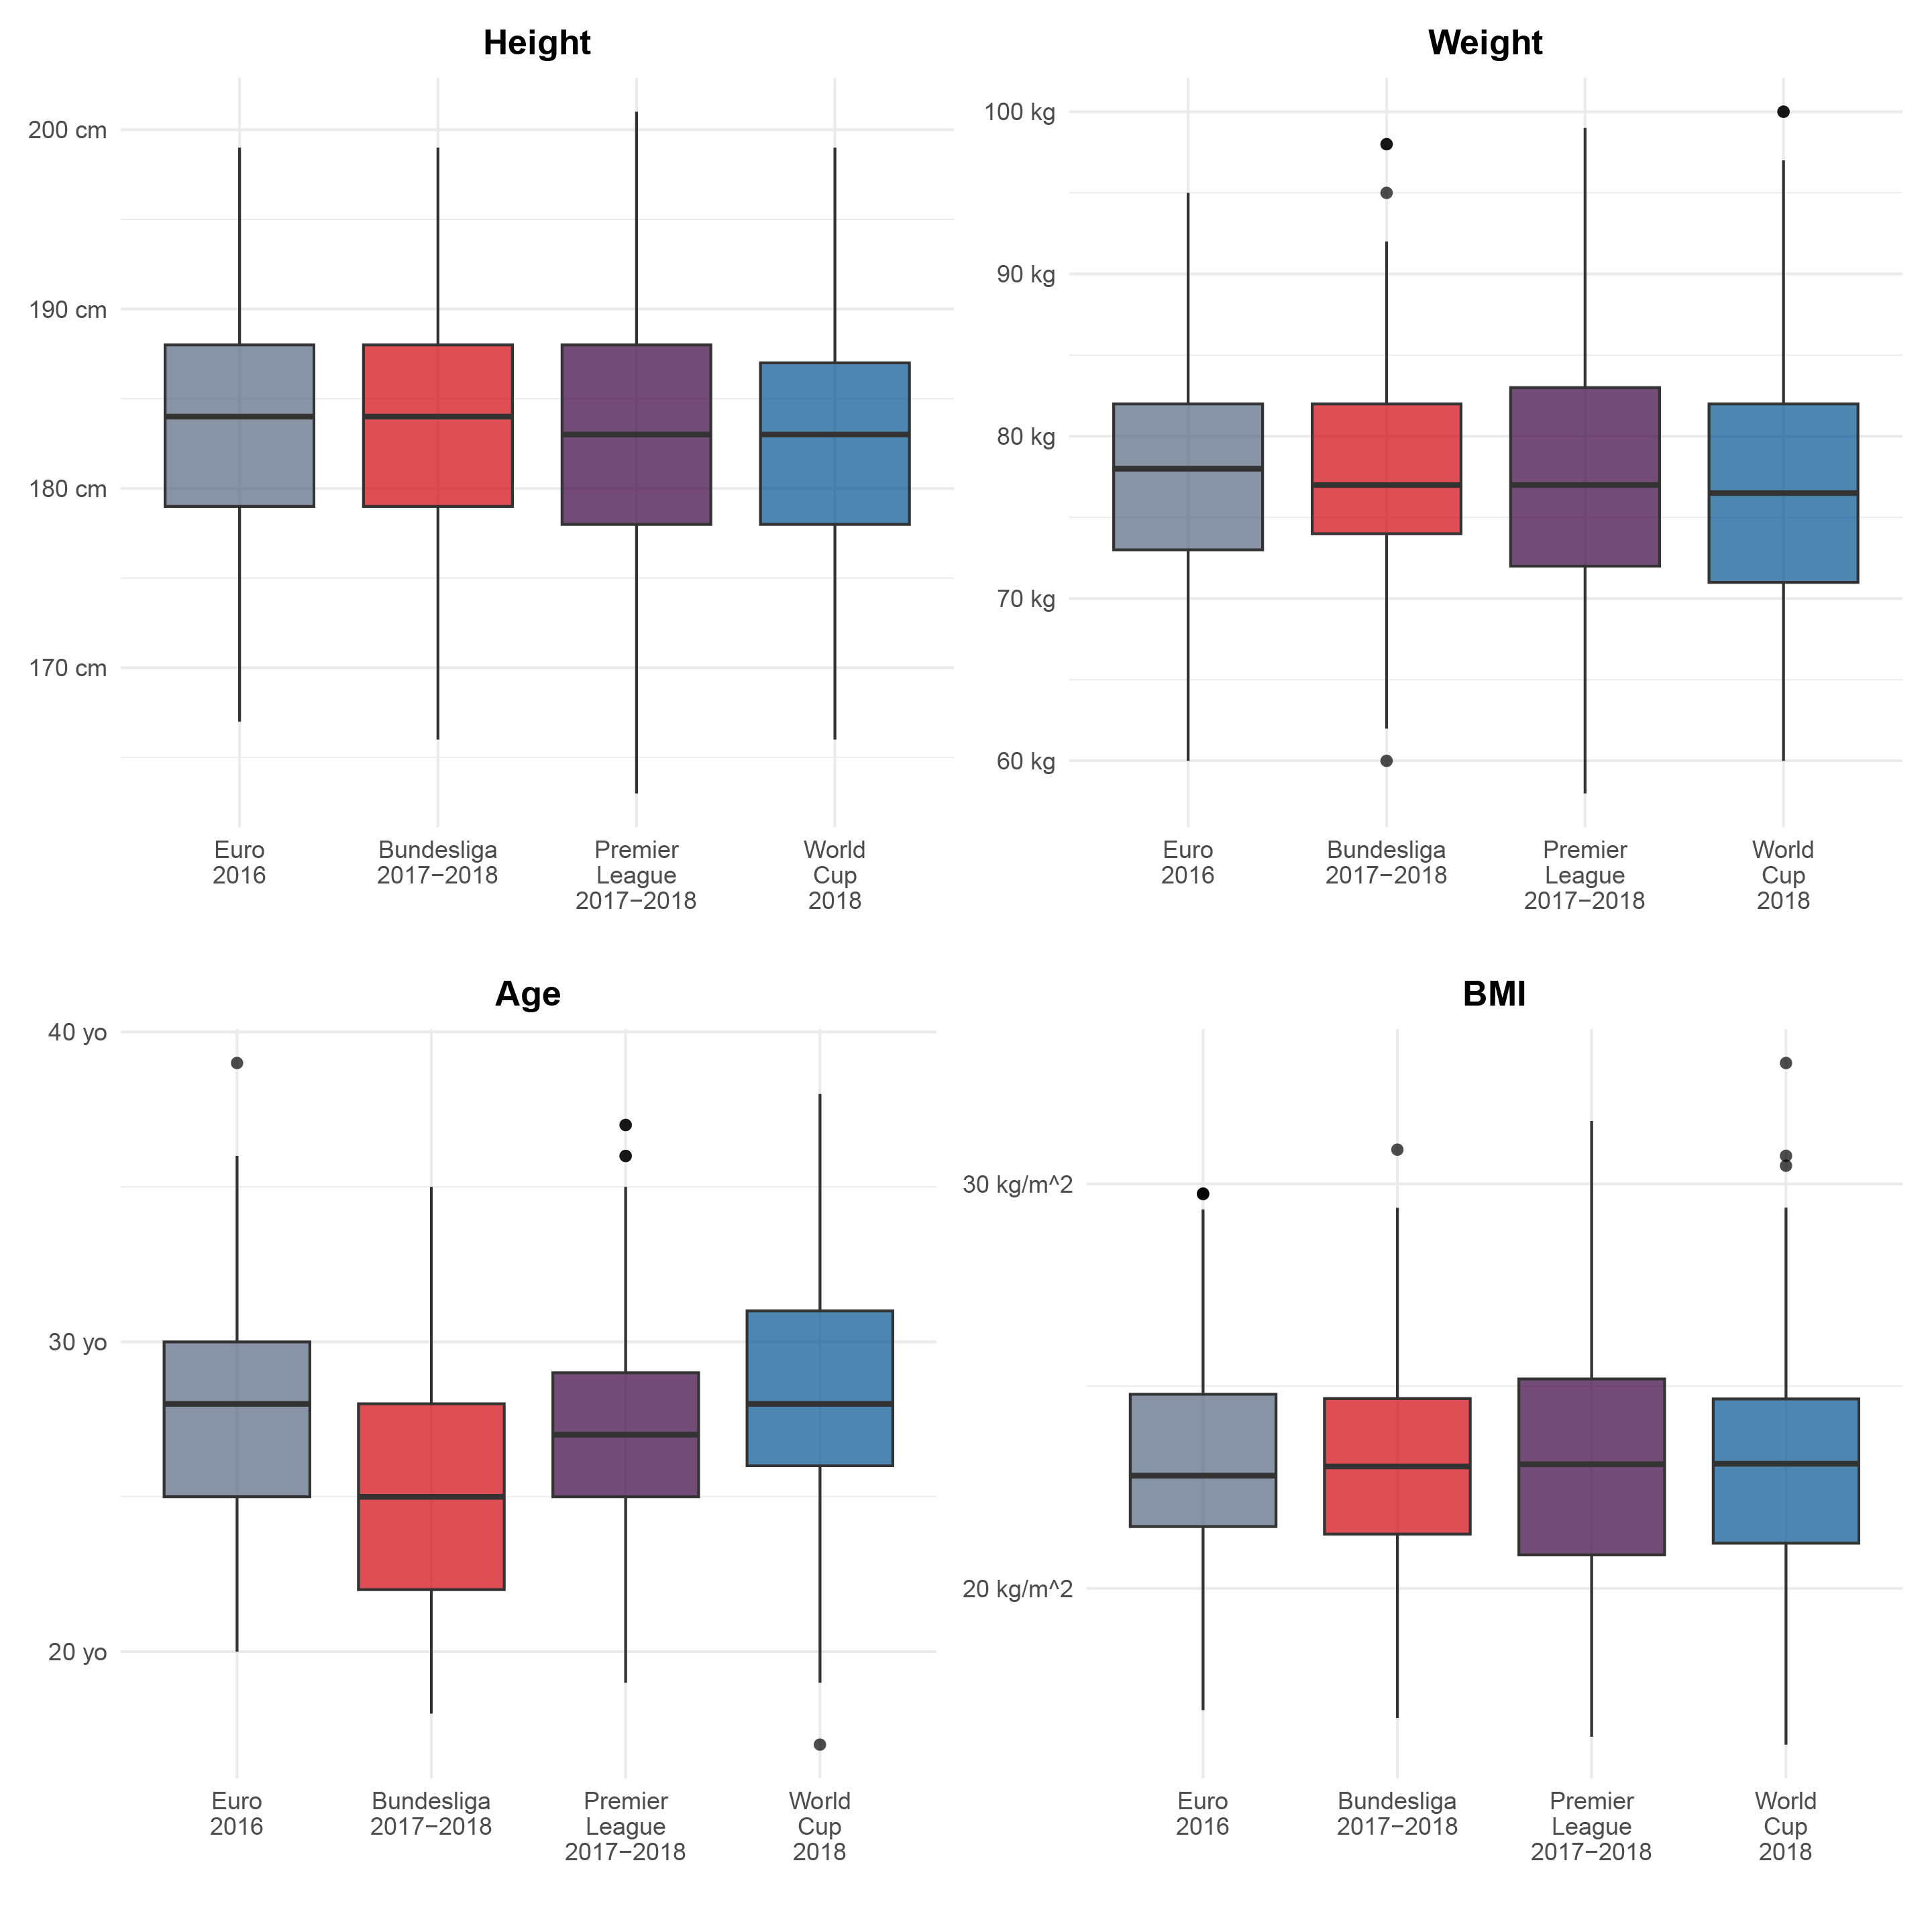 Height
200 cm
190 cm
180 cm
170 cm
Euro
2016
Bundesliga
2017−2018
Premier
League
2017−2018
World
Cup
2018
Weight
100 kg
90 kg
80 kg
70 kg
60 kg
Euro
2016
Bundesliga
2017−2018
Premier
League
2017−2018
World
Cup
2018
Age
40 yo
30 yo
20 yo
Euro
2016
Bundesliga
2017−2018
Premier
League
2017−2018
World
Cup
2018
BMI
30 kg/m^2
20 kg/m^2
Euro
2016
Bundesliga
2017−2018
Premier
League
2017−2018
World
Cup
2018